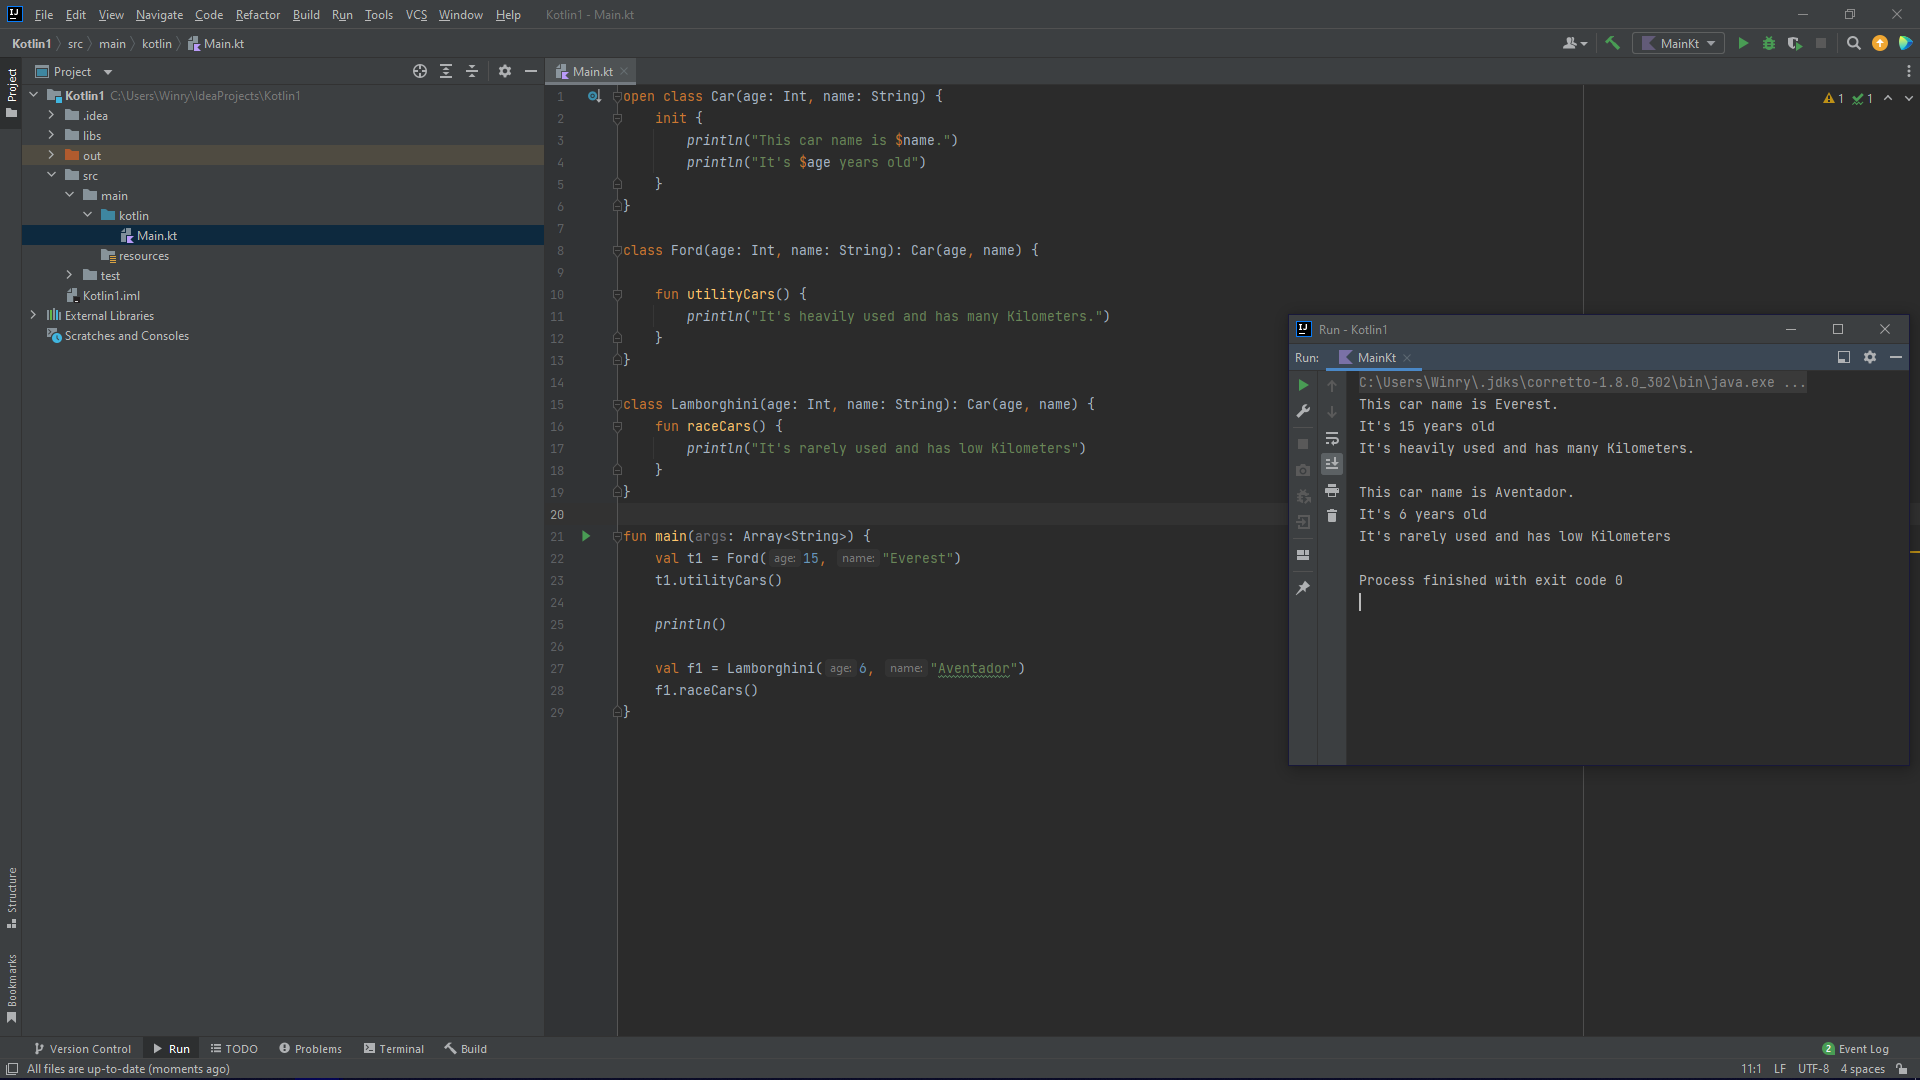 File Edit View Navigate Code Refactor Build Run Tools VCS Window Help Kotlin1 - Main.kt
Kotlin1 src main kotlin Main.kt
MainKt
Project
Project
Main.kt
Kotlin1 C:\Users\Winry\IdeaProjects\Kotlin1
.idea
libs
out
src
main
kotlin
Main.kt
resources
test
Kotlin1.iml
External Libraries
Scratches and Consoles
Structure
Bookmarks
1 open class Car(age: Int, name: String) {
2 init {
3 println("This car name is $name.")
4 println("It's $age years old")
5 }
6 }
7
8 class Ford(age: Int, name: String): Car(age, name) {
9
10 fun utilityCars() {
11 println("It's heavily used and has many Kilometers.")
12 }
13 }
14
15 class Lamborghini(age: Int, name: String): Car(age, name) {
16 fun raceCars() {
17 println("It's rarely used and has low Kilometers")
18 }
19 }
20
21 fun main(args: Array<String>) {
22 val t1 = Ford( age: 15, name: "Everest")
23 t1.utilityCars()
24
25 println()
26
27 val f1 = Lamborghini( age: 6, name: "Aventador")
28 f1.raceCars()
29 }
1 1
Run - Kotlin1
Run: MainKt
C:\Users\Winry\.jdks\corretto-1.8.0_302\bin\java.exe ...
This car name is Everest.
It's 15 years old
It's heavily used and has many Kilometers.
This car name is Aventador.
It's 6 years old
It's rarely used and has low Kilometers
Process finished with exit code 0
Version Control Run TODO Problems Terminal Build
2 Event Log
All files are up-to-date (moments ago)
11:1 LF UTF-8 4 spaces